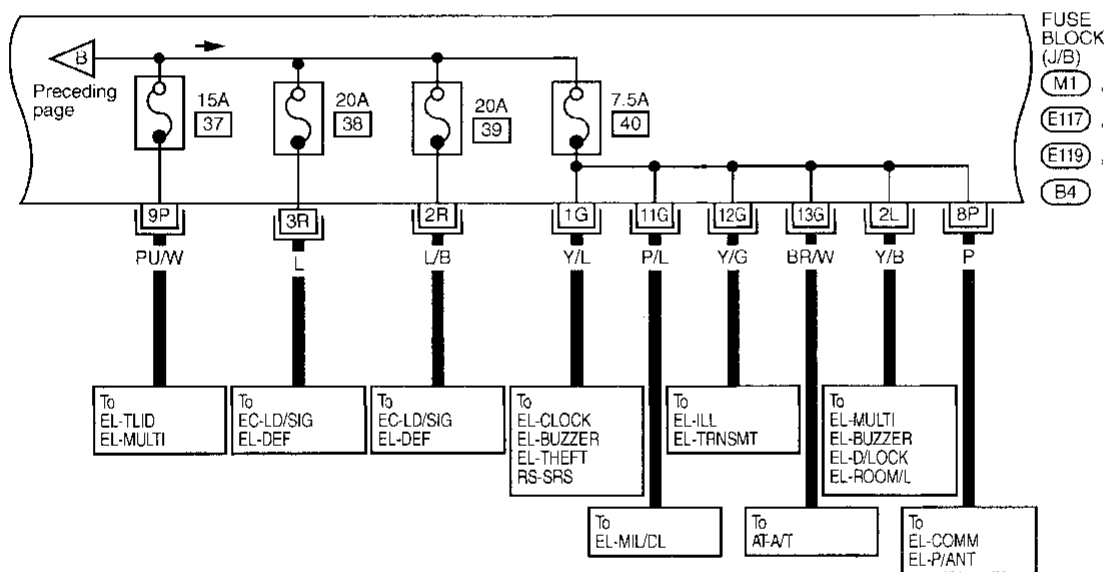 B
Preceding
page
15A
37
20A
38
20A
39
7.5A
40
FUSE
BLOCK
(J/B)
M1 ,
E117 ,
E119 ,
B4
9P
3R
2R
1G
11G
12G
13G
2L
8P
PU/W
L
L/B
Y/L
P/L
Y/G
BR/W
Y/B
P
To
EL-TLID
EL-MULTI
To
EC-LD/SIG
EL-DEF
To
EC-LD/SIG
EL-DEF
To
EL-CLOCK
EL-BUZZER
EL-THEFT
RS-SRS
To
EL-ILL
EL-TRNSMT
To
EL-MULTI
EL-BUZZER
EL-D/LOCK
EL-ROOM/L
To
EL-MIL/DL
To
AT-A/T
To
EL-COMM
EL-P/ANT